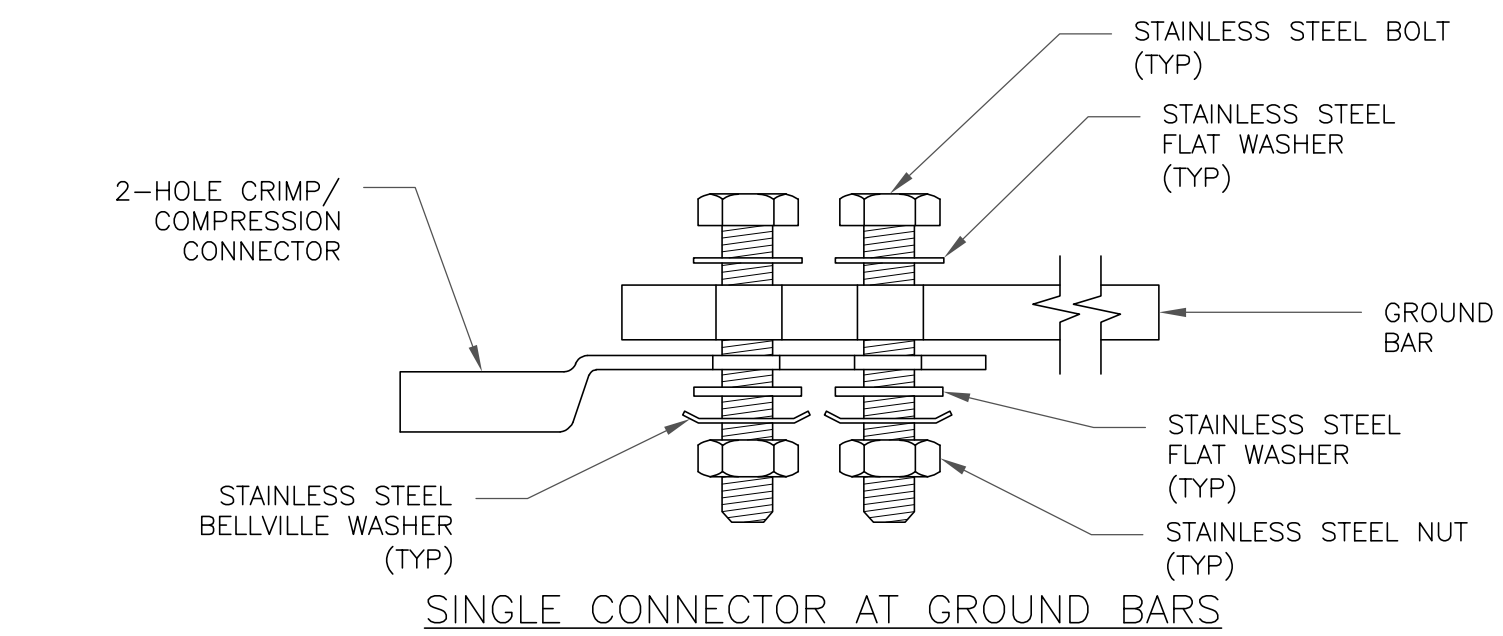 STAINLESS STEEL BOLT
(TYP)
STAINLESS STEEL
FLAT WASHER
(TYP)
2-HOLE CRIMP/
COMPRESSION
CONNECTOR
GROUND
BAR
STAINLESS STEEL
FLAT WASHER
(TYP)
STAINLESS STEEL
BELLVILLE WASHER
(TYP)
STAINLESS STEEL NUT
(TYP)
SINGLE CONNECTOR AT GROUND BARS